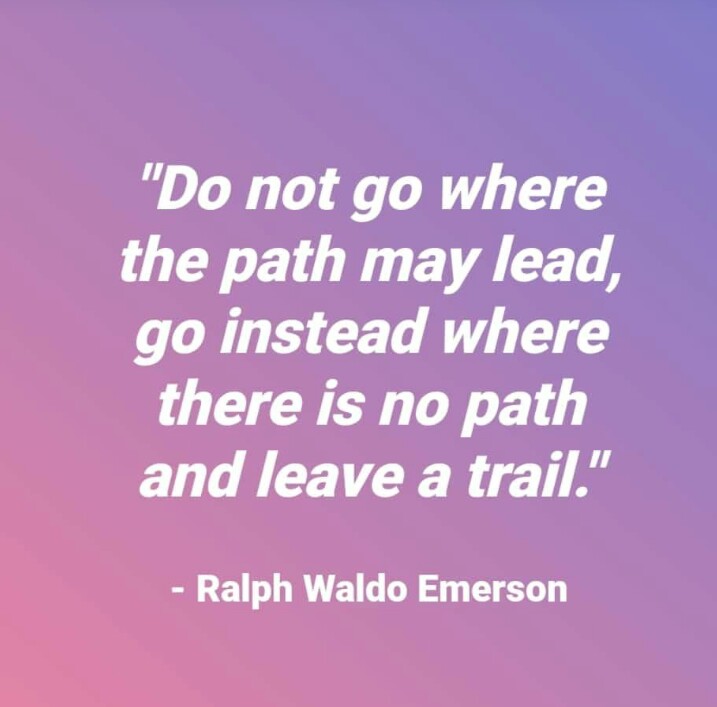 "Do not go where
the path may lead,
go instead where
there is no path
and leave a trail."
- Ralph Waldo Emerson